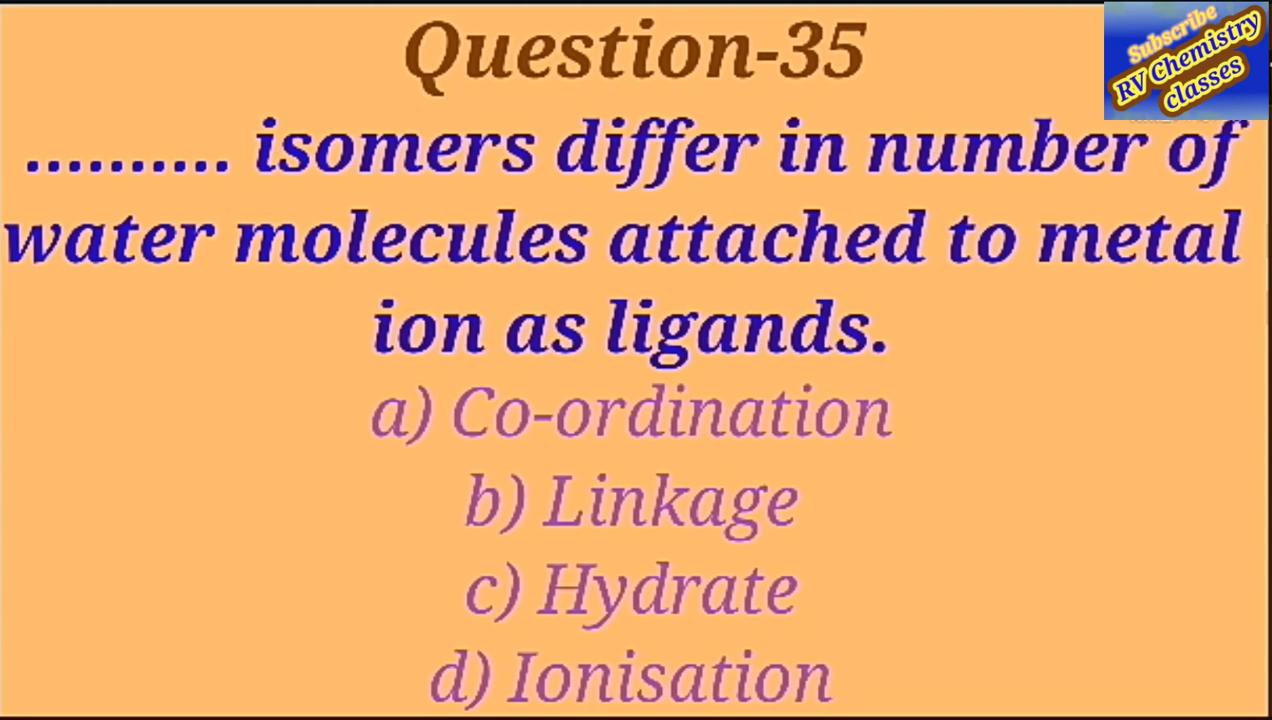 Question-35
Subscribe
RV Chemistry
classes
.......... isomers differ in number of
water molecules attached to metal
ion as ligands.
a) Co-ordination
b) Linkage
c) Hydrate
d) Ionisation